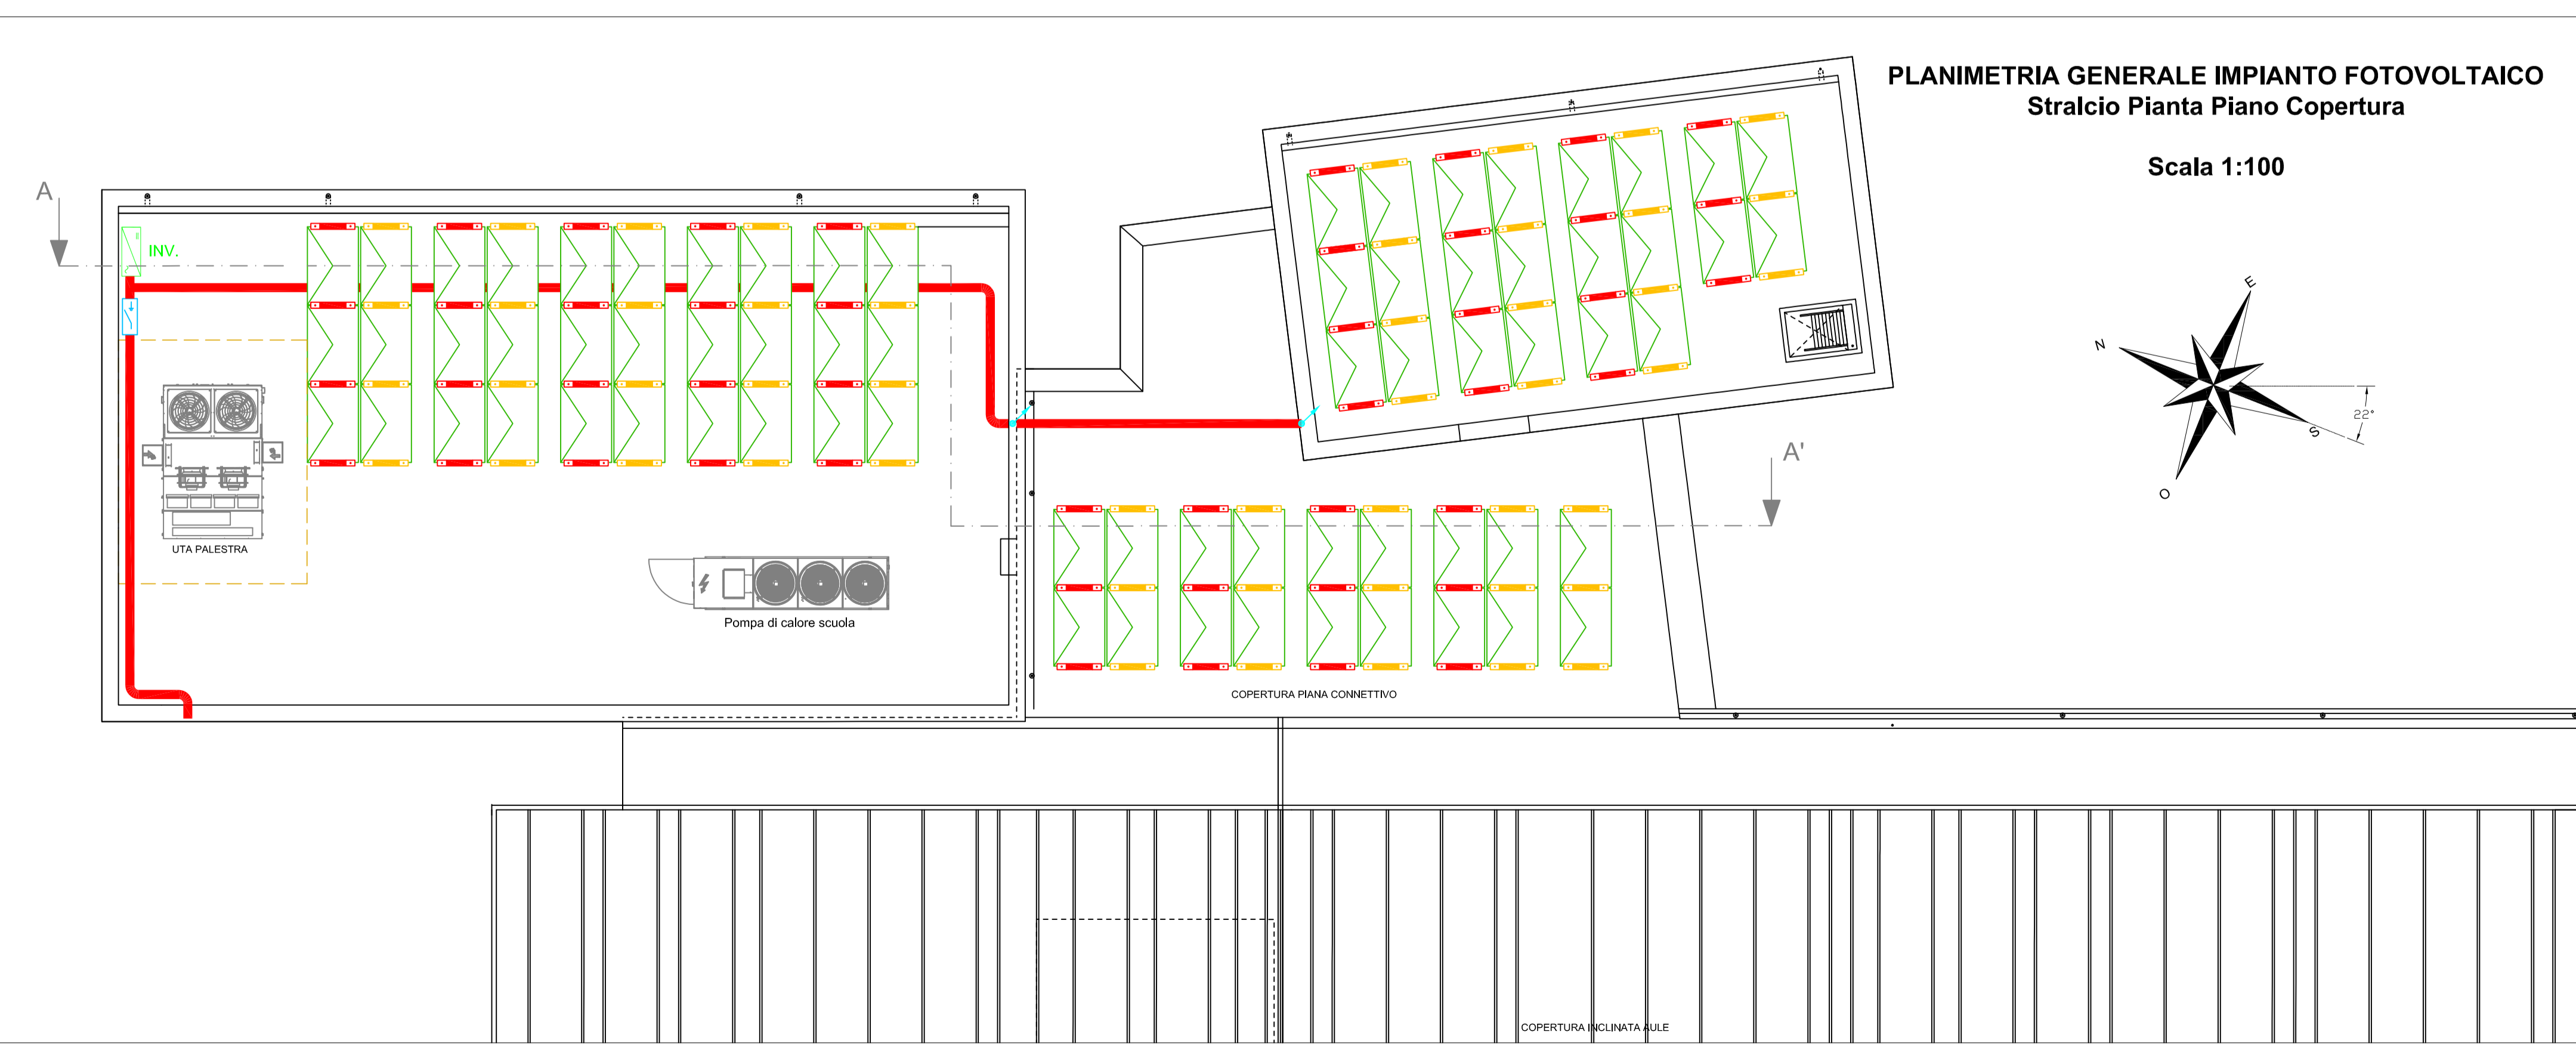 PLANIMETRIA GENERALE IMPIANTO FOTOVOLTAICO
Stralcio Pianta Piano Copertura
Scala 1:100
A
INV.
E
N
22°
S
O
A'
UTA PALESTRA
Pompa di calore scuola
COPERTURA PIANA CONNETTIVO
COPERTURA INCLINATA AULE